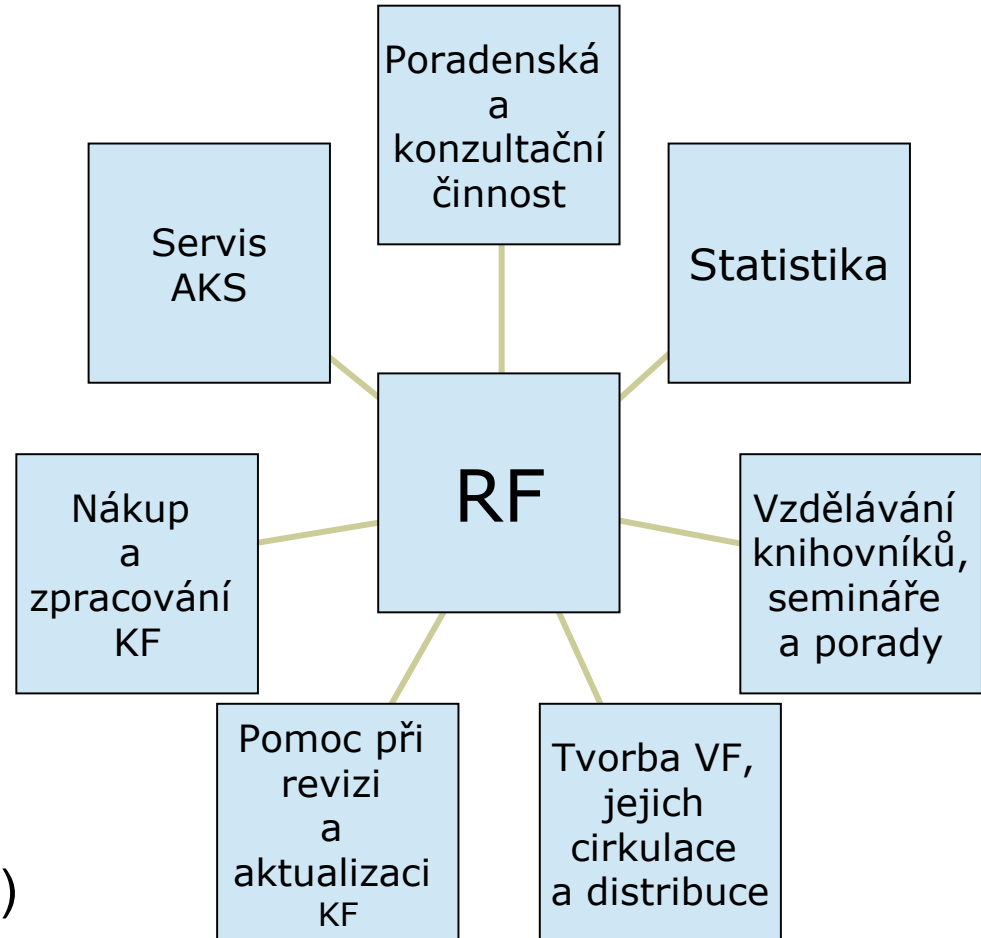 Poradenská
a
konzultační
činnost
Servis
AKS
Statistika
RF
Nákup
a
zpracování
KF
Vzdělávání
knihovníků,
semináře
a porady
Pomoc při
revizi
a
aktualizaci
KF
Tvorba VF,
jejich
cirkulace
a distribuce
)